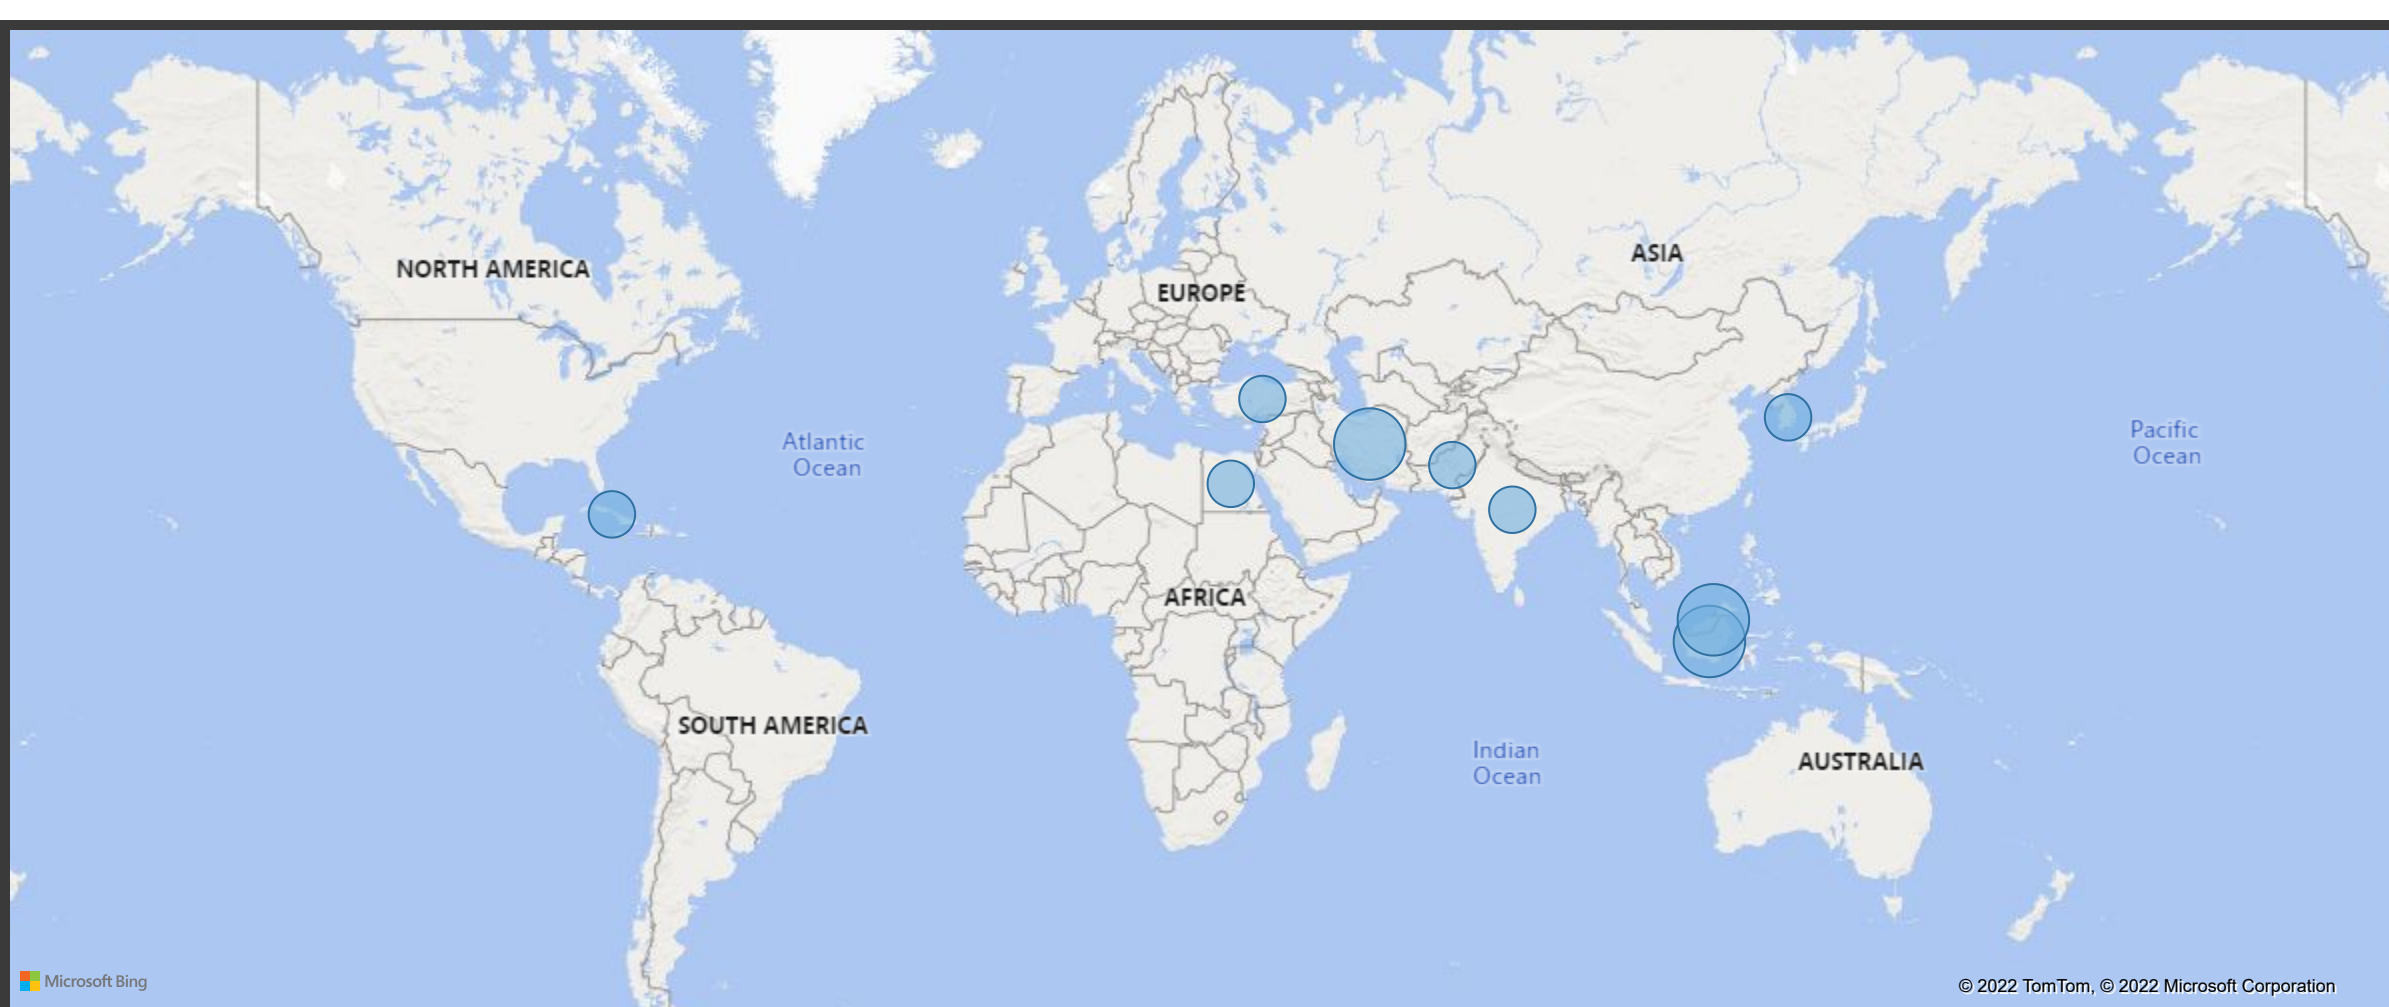 NORTH AMERICA
ASIA
EUROPE
Atlantic
Ocean
Pacific
Ocean
AFRICA
SOUTH AMERICA
Indian
Ocean
AUSTRALIA
Microsoft Bing
© 2022 TomTom, © 2022 Microsoft Corporation